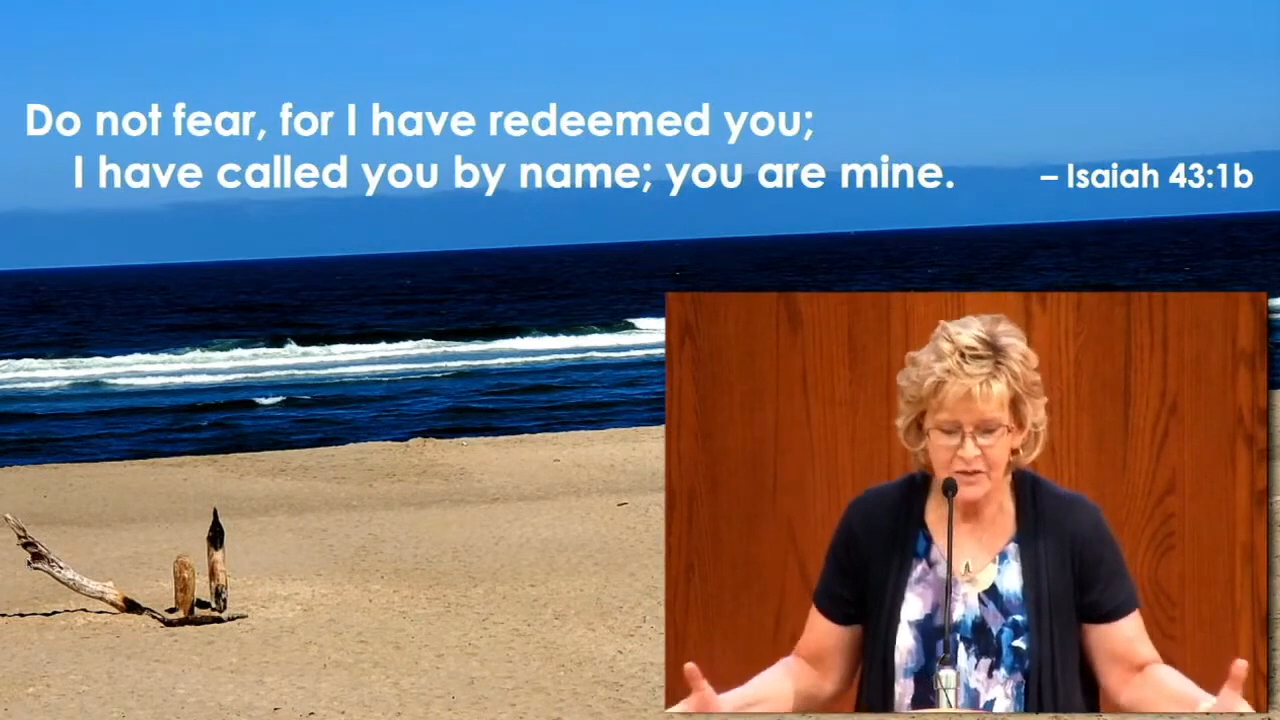 Do not fear, for I have redeemed you;
I have called you by name; you are mine. – Isaiah 43:1b